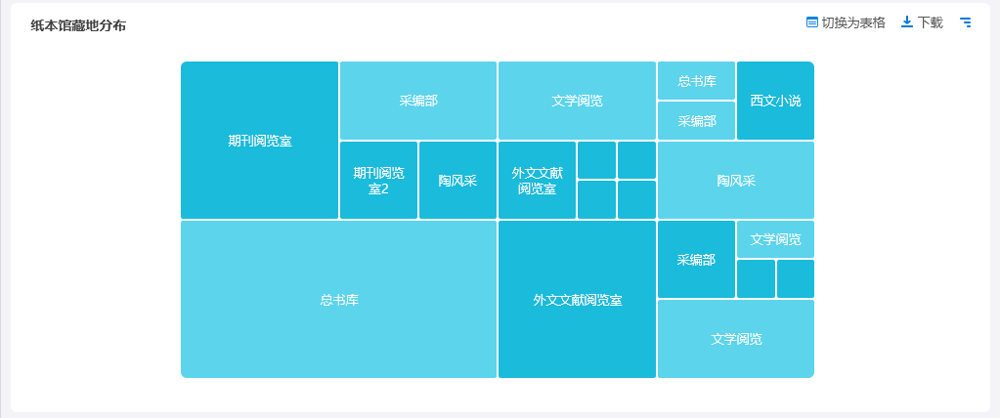 纸本馆藏地分布
切换为表格
下载
期刊阅览室
采编部
文学阅览
总书库
采编部
西文小说
期刊阅览
室2
陶风采
外文文献
阅览室
陶风采
总书库
外文文献阅览室
采编部
文学阅览
文学阅览